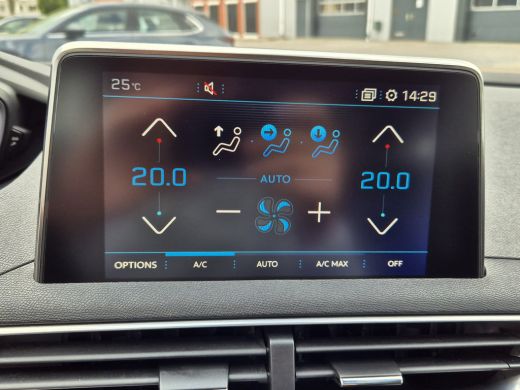 25°C 14:29
20.0 AUTO 20.0
OPTIONS A/C AUTO A/C MAX OFF